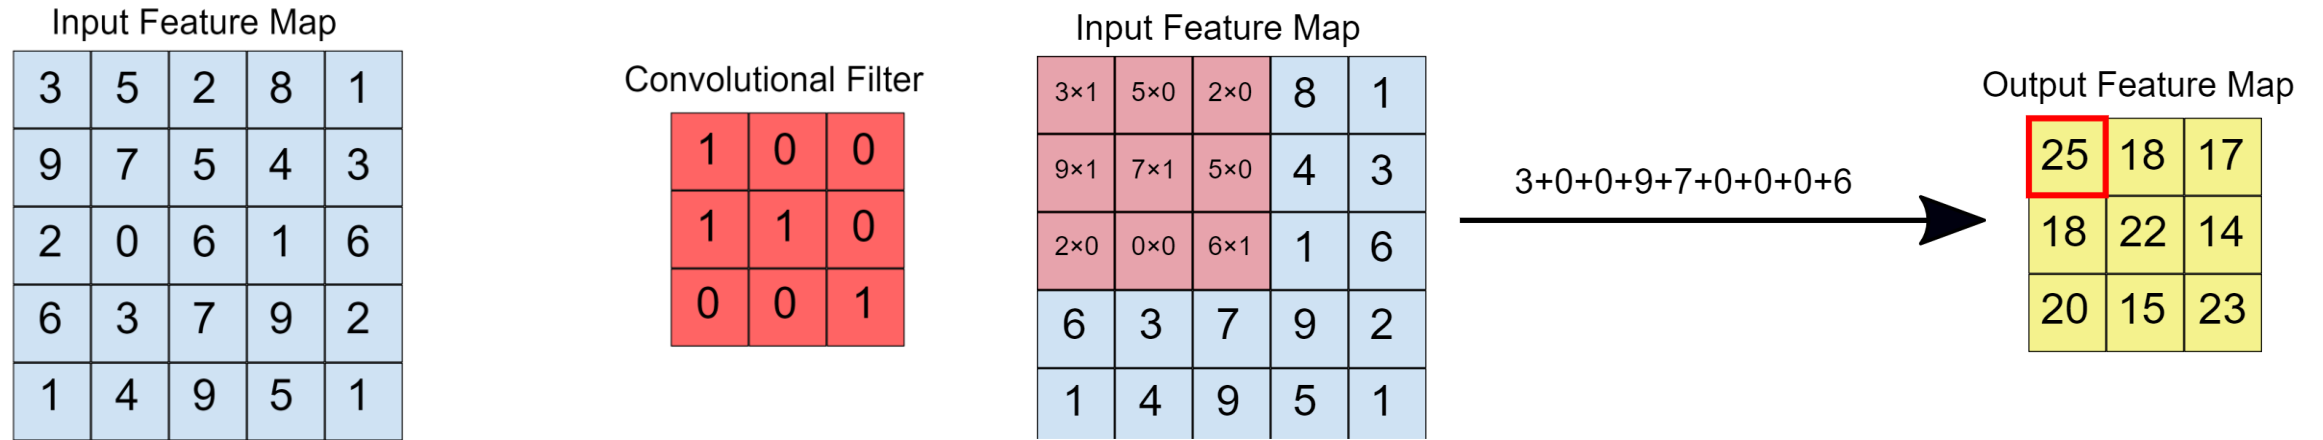 Input Feature Map
3 5 2 8 1
9 7 5 4 3
2 0 6 1 6
6 3 7 9 2
1 4 9 5 1
Convolutional Filter
1 0 0
1 1 0
0 0 1
Input Feature Map
3×1 5×0 2×0 8 1
9×1 7×1 5×0 4 3
2×0 0×0 6×1 1 6
6 3 7 9 2
1 4 9 5 1
3+0+0+9+7+0+0+0+6
Output Feature Map
25 18 17
18 22 14
20 15 23